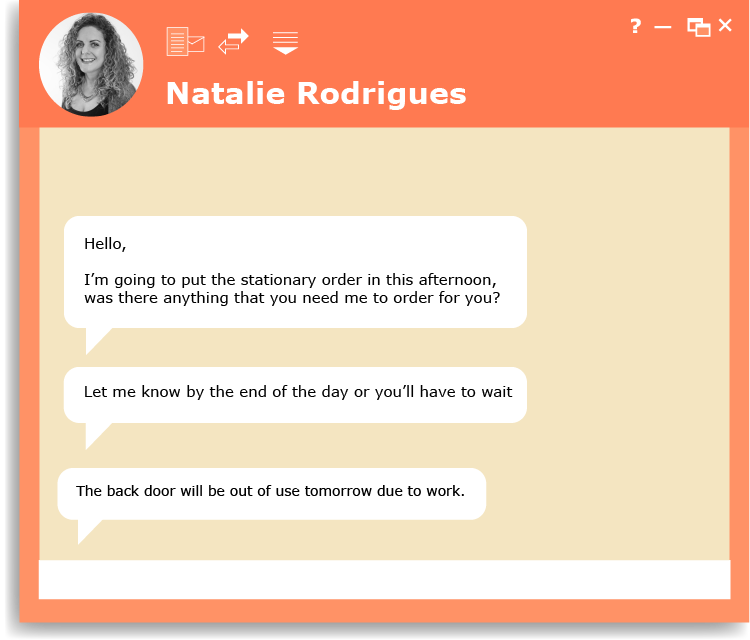 ?
Natalie Rodrigues
Hello,
I’m going to put the stationary order in this afternoon,
was there anything that you need me to order for you?
Let me know by the end of the day or you’ll have to wait
The back door will be out of use tomorrow due to work.